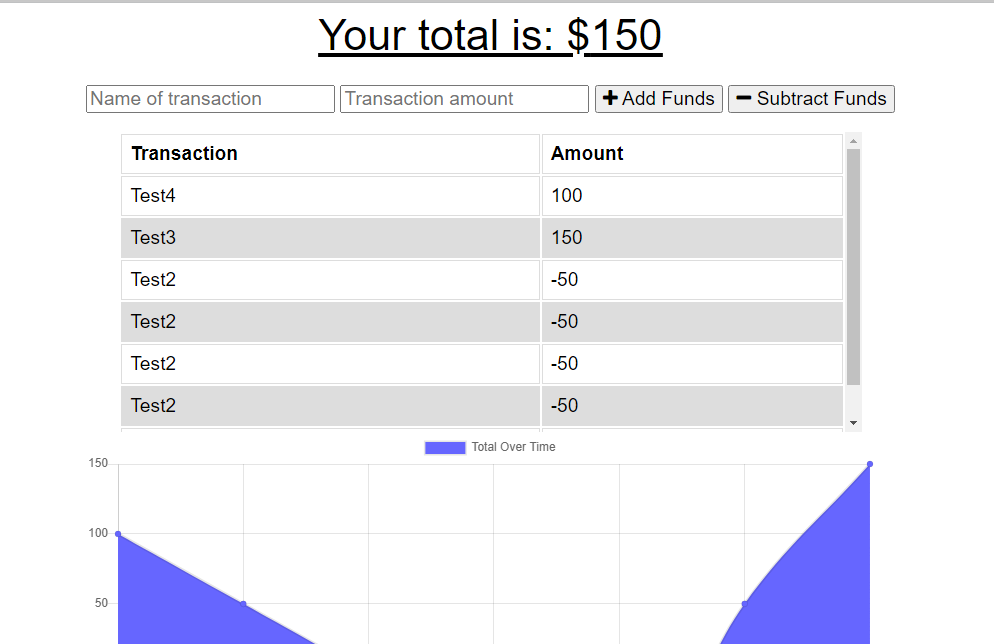 Your total is: $150
Name of transaction Transaction amount Add Funds Subtract Funds
Transaction Amount
Test4 100
Test3 150
Test2 -50
Test2 -50
Test2 -50
Test2 -50
Total Over Time
150
100
50